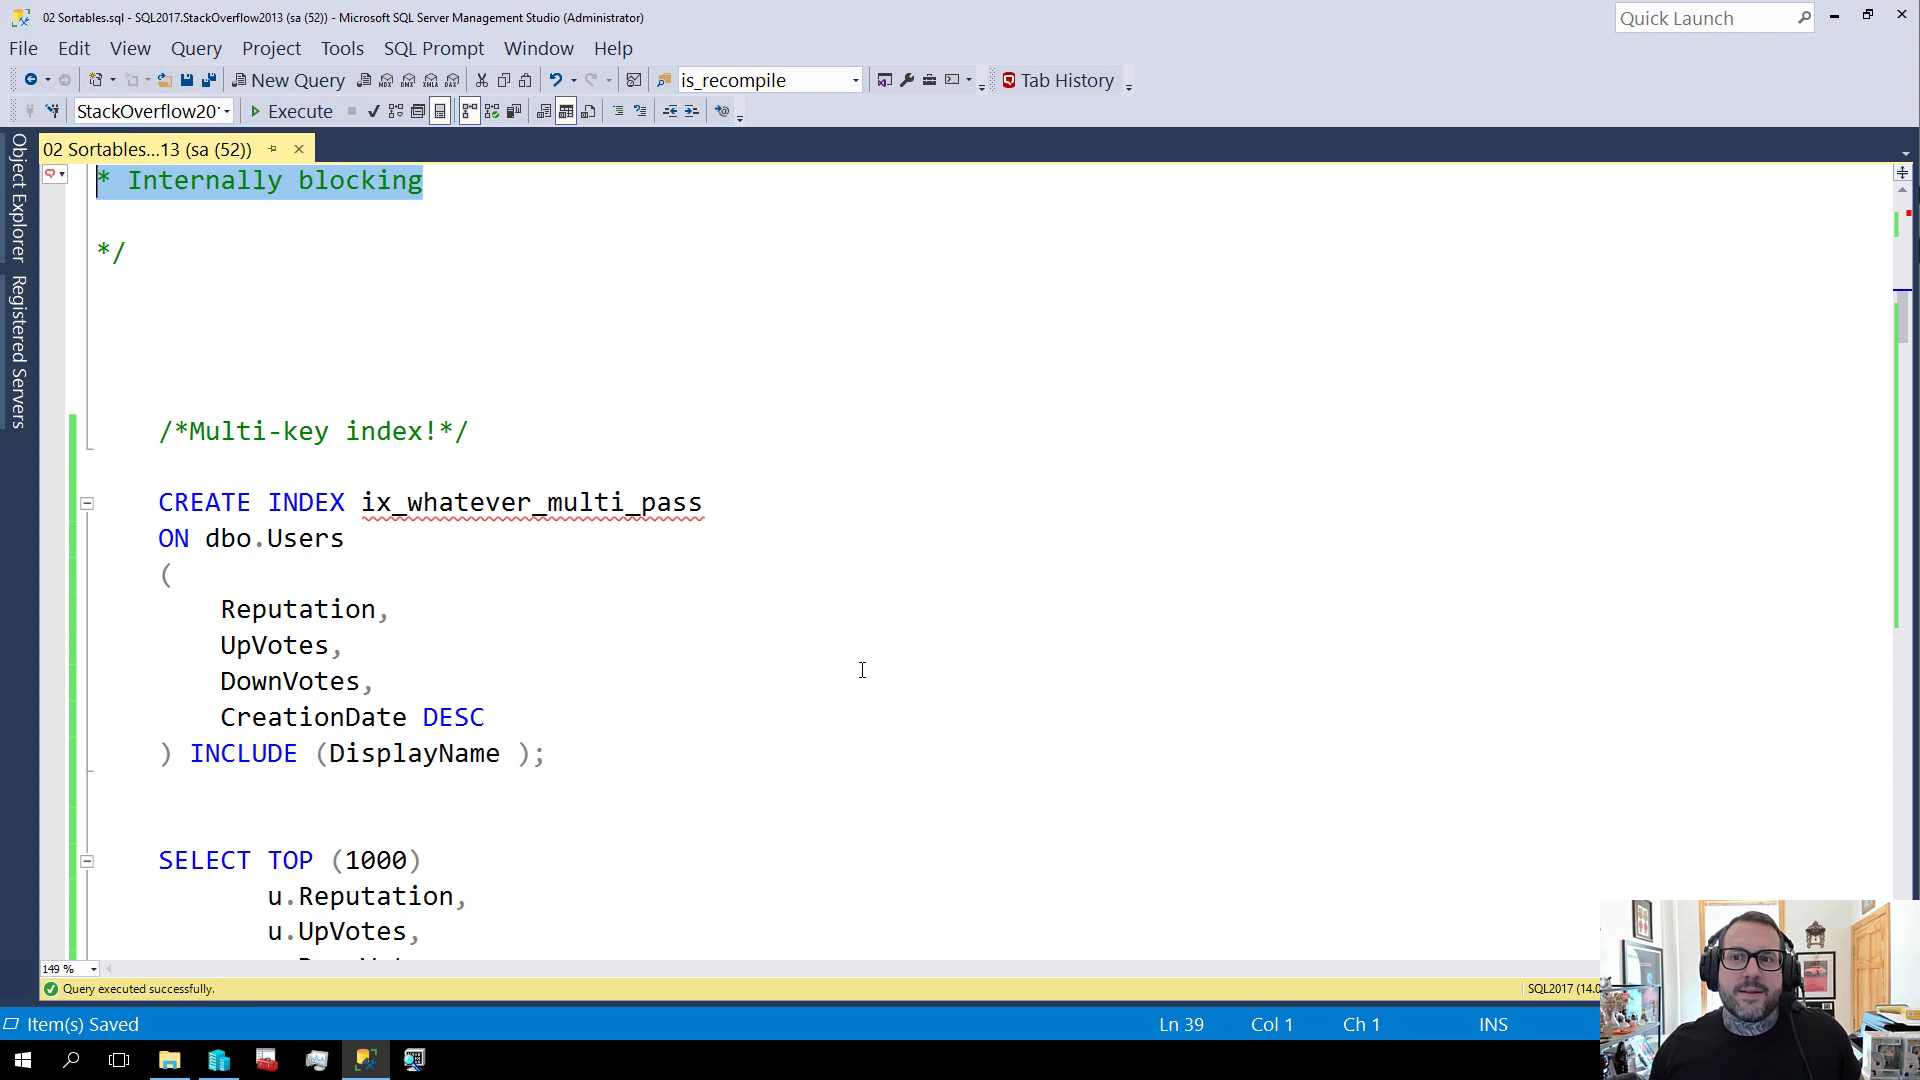 02 Sortables.sql - SQL2017.StackOverflow2013 (sa (52)) - Microsoft SQL Server Management Studio (Administrator)
Quick Launch
File Edit View Query Project Tools SQL Prompt Window Help
New Query
is_recompile
Tab History
StackOverflow201
Execute
02 Sortables...13 (sa (52))
Object Explorer
Registered Servers
* Internally blocking
*/
/*Multi-key index!*/
CREATE INDEX ix_whatever_multi_pass
ON dbo.Users
(
Reputation,
UpVotes,
DownVotes,
CreationDate DESC
) INCLUDE (DisplayName );
SELECT TOP (1000)
u.Reputation,
u.UpVotes,
149 %
Query executed successfully.
SQL2017 (14.0
Item(s) Saved
Ln 39
Col 1
Ch 1
INS